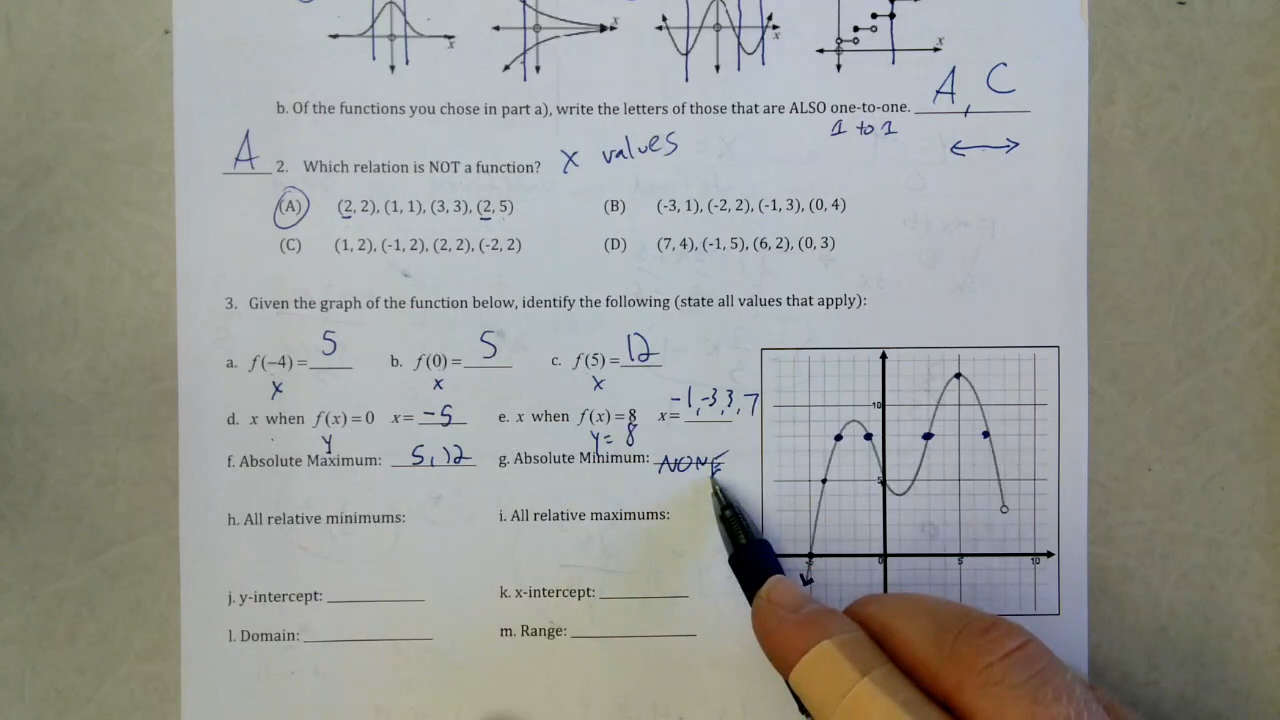 x x x x
b. Of the functions you chose in part a), write the letters of those that are ALSO one-to-one. A, C
1 to 1
A 2. Which relation is NOT a function? x values
(A) (2, 2), (1, 1), (3, 3), (2, 5) (B) (-3, 1), (-2, 2), (-1, 3), (0, 4)
(C) (1, 2), (-1, 2), (2, 2), (-2, 2) (D) (7, 4), (-1, 5), (6, 2), (0, 3)
3. Given the graph of the function below, identify the following (state all values that apply):
a. f(−4)= 5 b. f(0)= 5 c. f(5)= 12
x x x
d. x when f(x)=0 x= -5 e. x when f(x)=8 x= -1, -3, 3, 7
y y= 8
f. Absolute Maximum: 5, 12 g. Absolute Minimum: NONE
h. All relative minimums: i. All relative maximums:
j. y-intercept: k. x-intercept:
l. Domain: m. Range:
10
5
-5 0 5 10